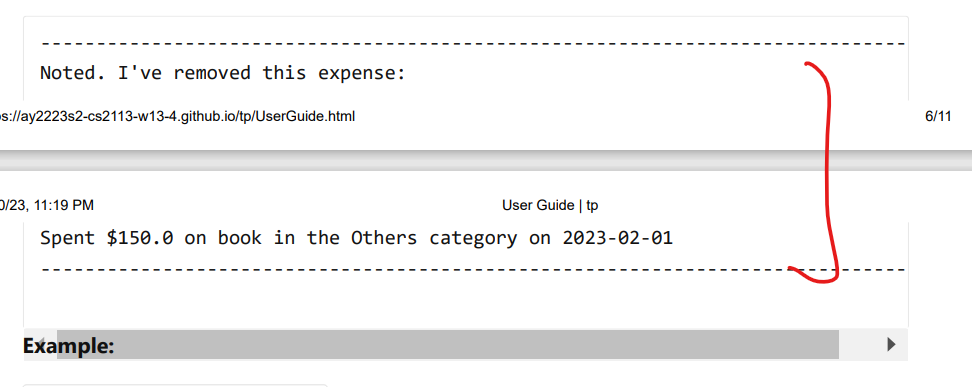 --------------------------------------------------------------------------------
Noted. I've removed this expense:
ps://ay2223s2-cs2113-w13-4.github.io/tp/UserGuide.html
6/11
0/23, 11:19 PM
User Guide | tp
Spent $150.0 on book in the Others category on 2023-02-01
--------------------------------------------------------------------------------
Example: